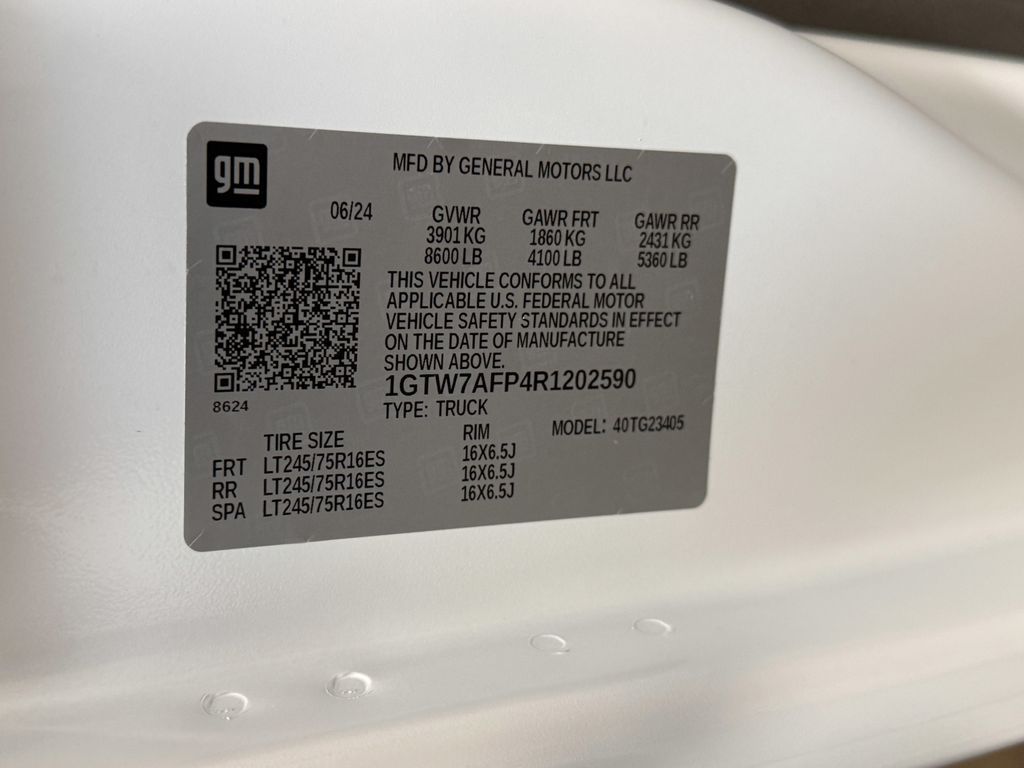 gm
MFD BY GENERAL MOTORS LLC
06/24 GVWR GAWR FRT GAWR RR
3901 KG 1860 KG 2431 KG
8600 LB 4100 LB 5360 LB
THIS VEHICLE CONFORMS TO ALL
APPLICABLE U.S. FEDERAL MOTOR
VEHICLE SAFETY STANDARDS IN EFFECT
ON THE DATE OF MANUFACTURE
SHOWN ABOVE.
1GTW7AFP4R1202590
8624
TYPE: TRUCK
TIRE SIZE RIM MODEL: 40TG23405
FRT LT245/75R16ES 16X6.5J
RR LT245/75R16ES 16X6.5J
SPA LT245/75R16ES 16X6.5J